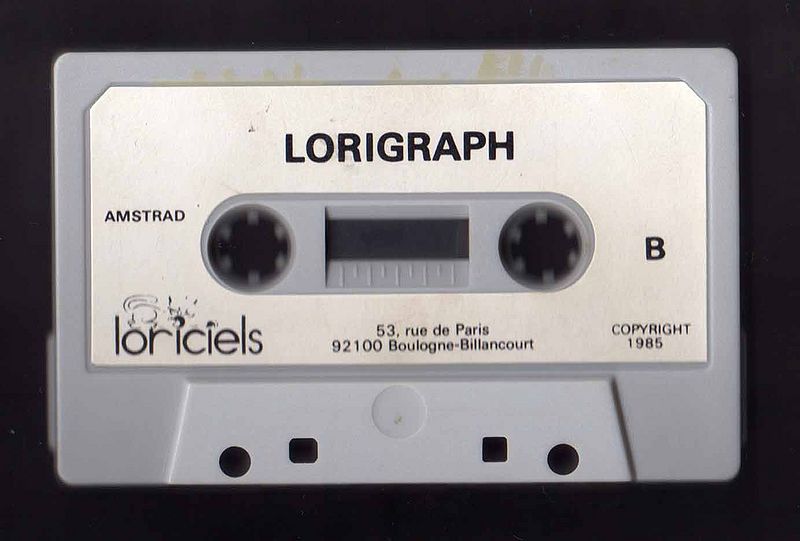 LORIGRAPH
AMSTRAD
B
loriciels
53, rue de Paris
92100 Boulogne-Billancourt
COPYRIGHT
1985